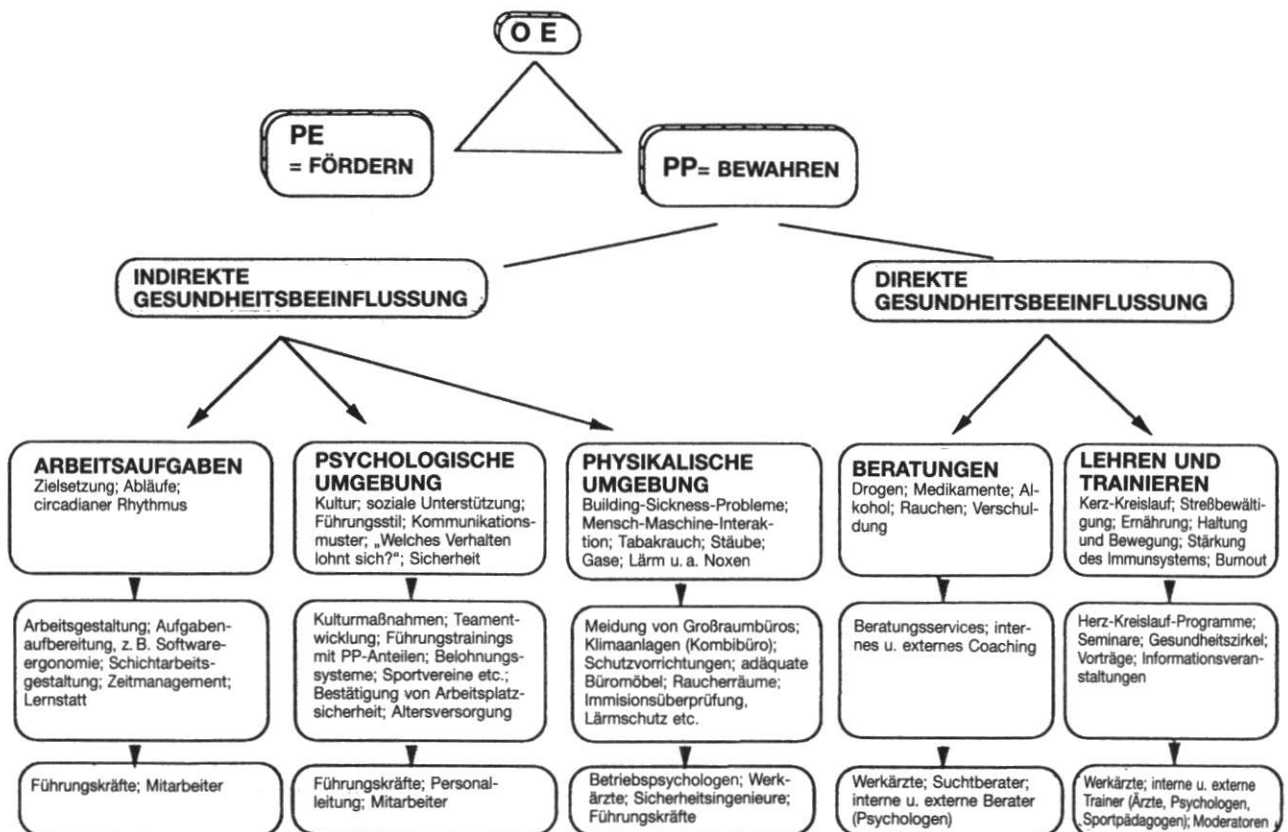 O E
PE
= FÖRDERN
PP= BEWAHREN
INDIREKTE
GESUNDHEITSBEEINFLUSSUNG
DIREKTE
GESUNDHEITSBEEINFLUSSUNG
ARBEITSAUFGABEN
Zielsetzung; Abläufe;
circadianer Rhythmus
PSYCHOLOGISCHE
UMGEBUNG
Kultur; soziale Unterstützung;
Führungsstil; Kommunikations-
muster; „Welches Verhalten
lohnt sich?“; Sicherheit
PHYSIKALISCHE
UMGEBUNG
Building-Sickness-Probleme;
Mensch-Maschine-Interak-
tion; Tabakrauch; Stäube;
Gase; Lärm u. a. Noxen
BERATUNGEN
Drogen; Medikamente; Al-
kohol; Rauchen; Verschul-
dung
LEHREN UND
TRAINIEREN
Kerz-Kreislauf; Streßbewälti-
gung; Ernährung; Haltung
und Bewegung; Stärkung
des Immunsystems; Burnout
Arbeitsgestaltung; Aufgaben-
aufbereitung, z. B. Software-
ergonomie; Schichtarbeits-
gestaltung; Zeitmanagement;
Lernstatt
Kulturmaßnahmen; Teament-
wicklung; Führungstrainings
mit PP-Anteilen; Belohnungs-
systeme; Sportvereine etc.;
Bestätigung von Arbeitsplatz-
sicherheit; Altersversorgung
Meidung von Großraumbüros;
Klimaanlagen (Kombibüro);
Schutzvorrichtungen; adäquate
Büromöbel; Raucherräume;
Immisionsüberprüfung,
Lärmschutz etc.
Beratungsservices; inter-
nes u. externes Coaching
Herz-Kreislauf-Programme;
Seminare; Gesundheitszirkel;
Vorträge; Informationsveran-
staltungen
Führungskräfte; Mitarbeiter
Führungskräfte; Personal-
leitung; Mitarbeiter
Betriebspsychologen; Werk-
ärzte; Sicherheitsingenieure;
Führungskräfte
Werkärzte; Suchtberater;
interne u. externe Berater
(Psychologen)
Werkärzte; interne u. externe
Trainer (Ärzte, Psychologen,
Sportpädagogen); Moderatoren